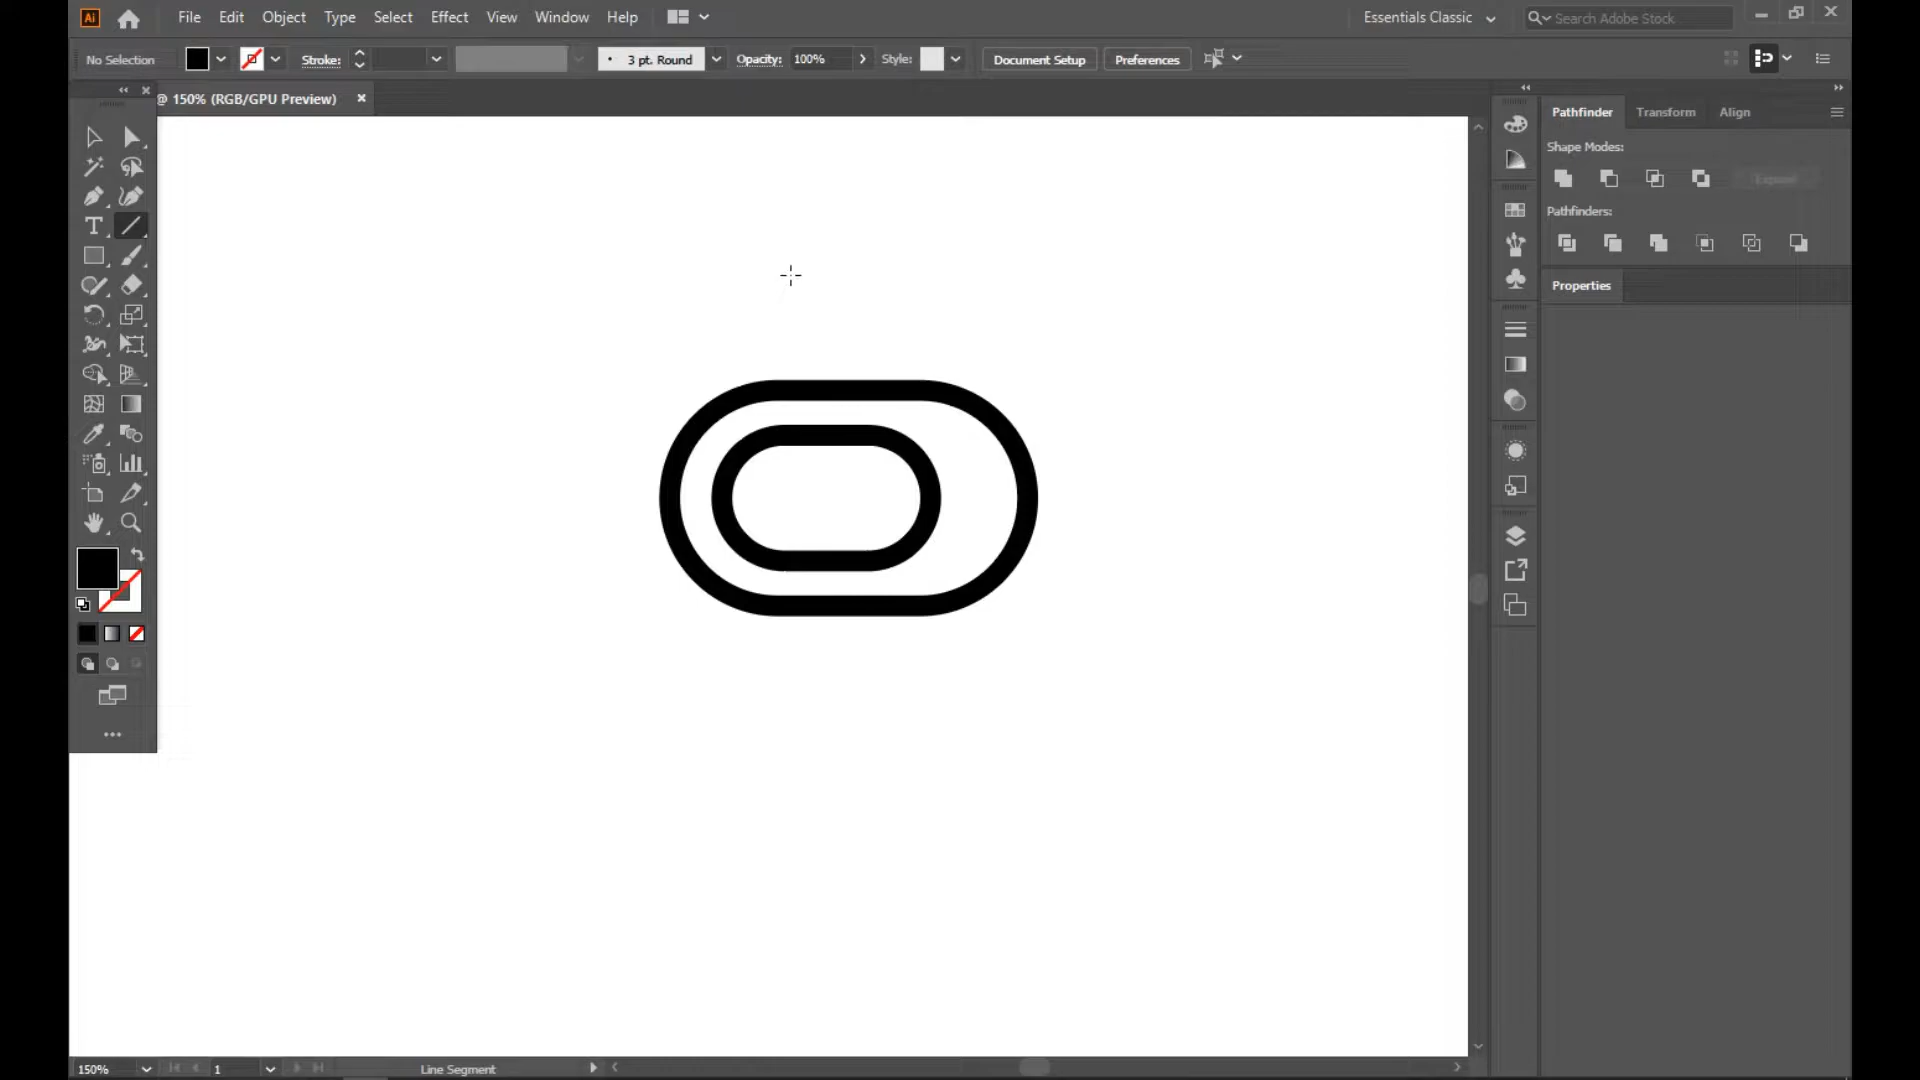 Ai File Edit Object Type Select Effect View Window Help Essentials Classic Search Adobe Stock
No Selection Stroke: 3 pt. Round Opacity: 100% Style: Document Setup Preferences
@ 150% (RGB/GPU Preview)
Pathfinder Transform Align
Shape Modes:
Expand
Pathfinders:
Properties
150% 1 Line Segment